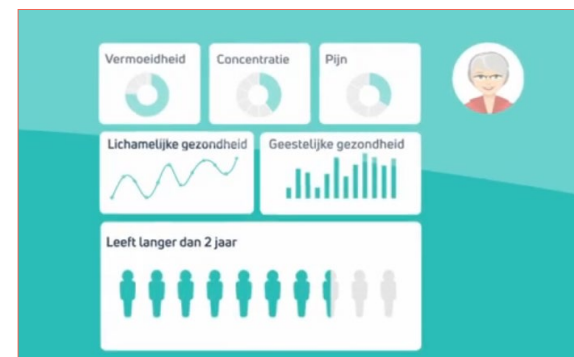 Vermoeidheid
Concentratie
Pijn
Lichamelijke gezondheid
Geestelijke gezondheid
Leeft langer dan 2 jaar